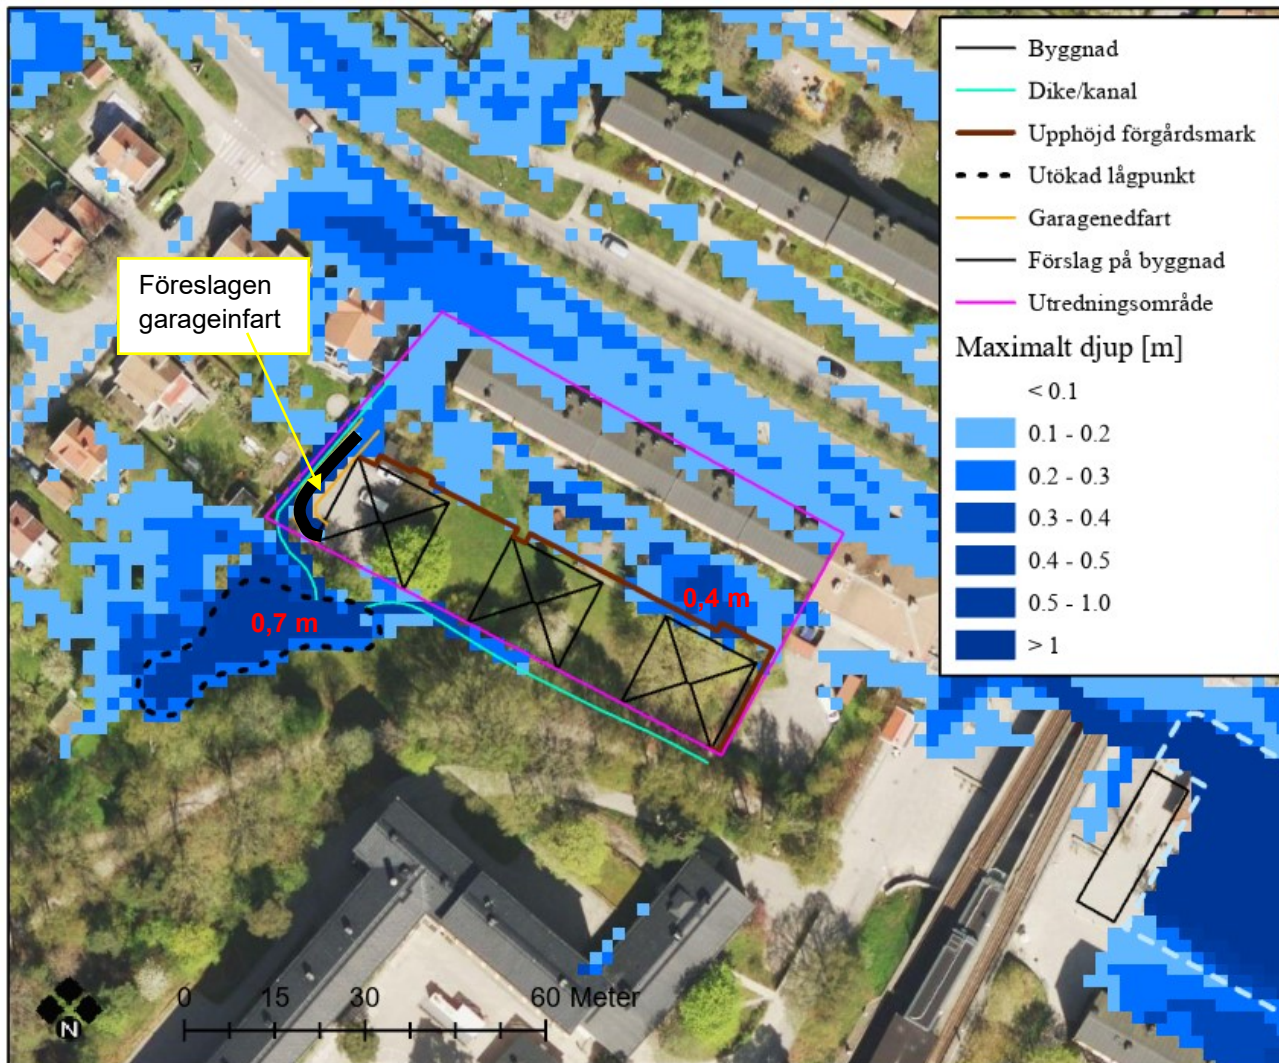 Byggnad
Dike/kanal
Upphöjd förgårdsmark
Utökad lågpunkt
Garagenedfart
Förslag på byggnad
Utredningsområde
Maximalt djup [m]
< 0.1
0.1 - 0.2
0.2 - 0.3
0.3 - 0.4
0.4 - 0.5
0.5 - 1.0
> 1
Föreslagen
garageinfart
0,4 m
0,7 m
0 15 30 60 Meter
N